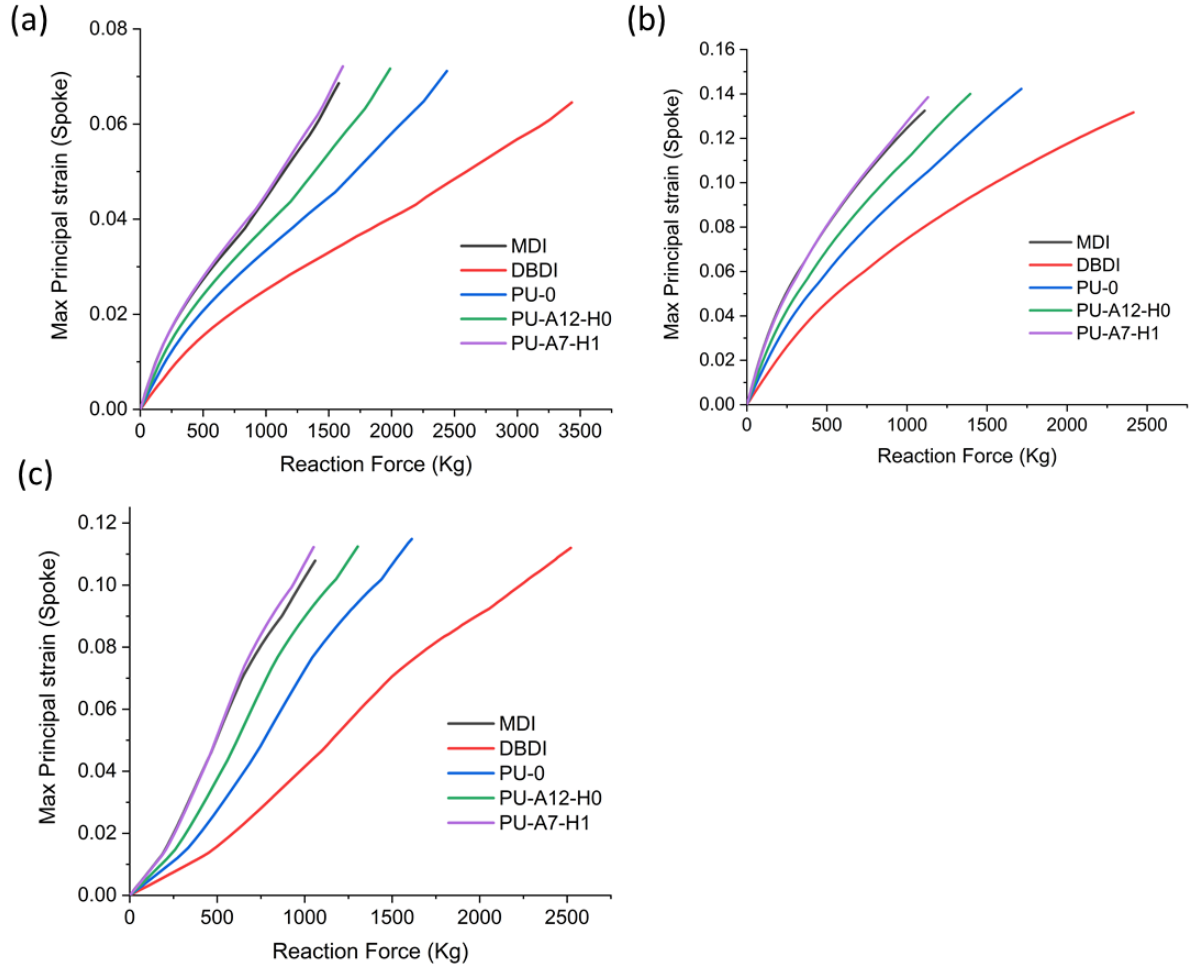 (a)
0.08
0.06
0.04
0.02
0.00
Max Principal strain (Spoke)
MDI
DBDI
PU-0
PU-A12-H0
PU-A7-H1
0 500 1000 1500 2000 2500 3000 3500
Reaction Force (Kg)
(b)
0.16
0.14
0.12
0.10
0.08
0.06
0.04
0.02
0.00
Max Principal strain (Spoke)
MDI
DBDI
PU-0
PU-A12-H0
PU-A7-H1
0 500 1000 1500 2000 2500
Reaction Force (Kg)
(c)
0.12
0.10
0.08
0.06
0.04
0.02
0.00
Max Principal strain (Spoke)
MDI
DBDI
PU-0
PU-A12-H0
PU-A7-H1
0 500 1000 1500 2000 2500
Reaction Force (Kg)